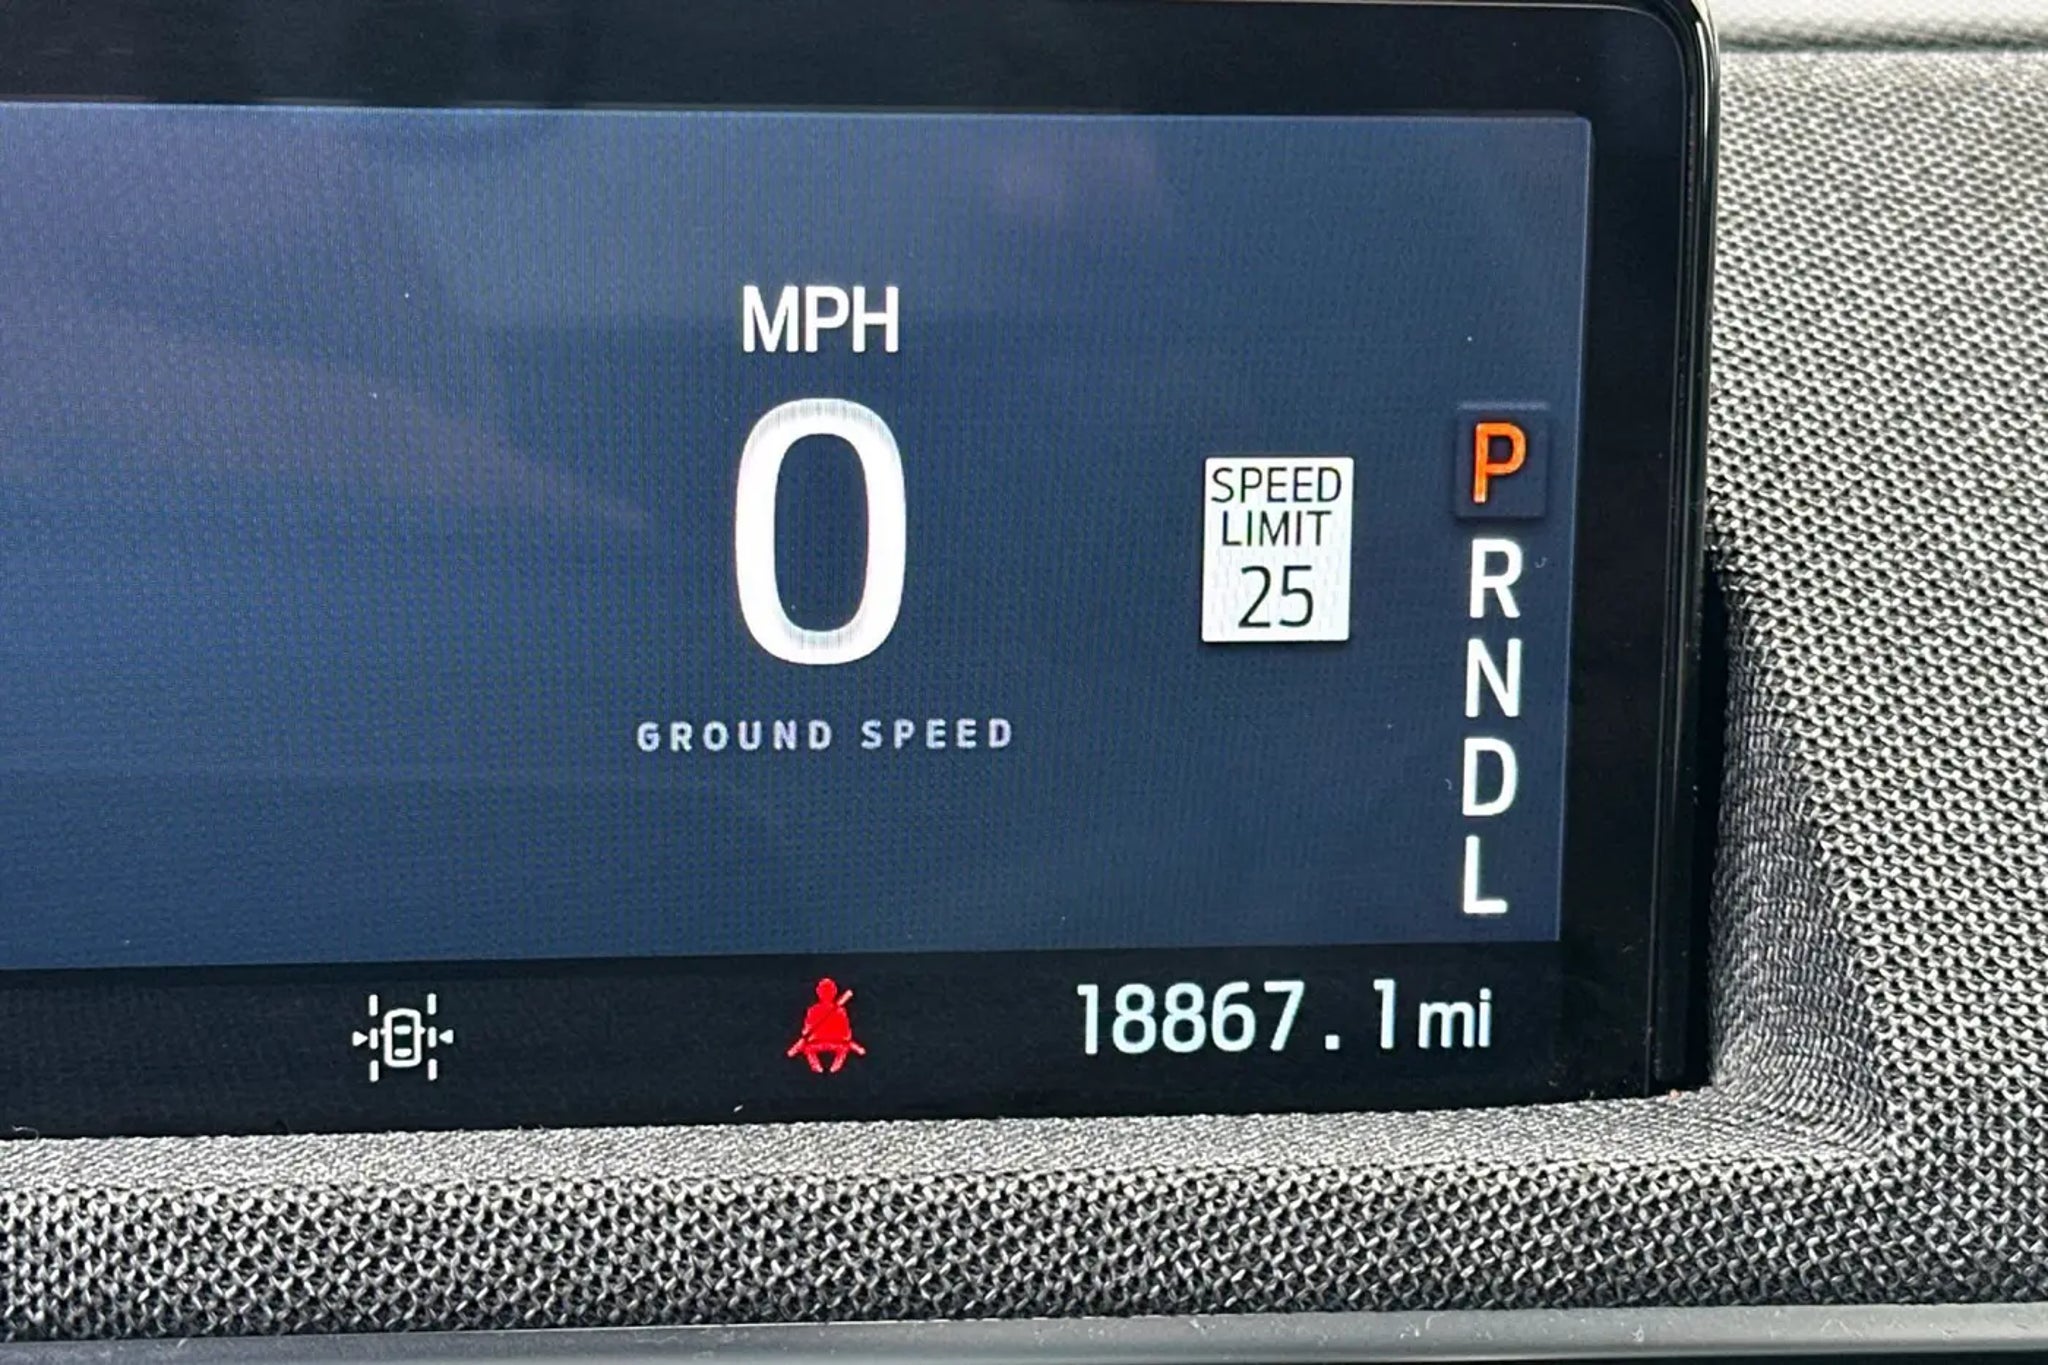 MPH
0
GROUND SPEED
SPEED
LIMIT
25
P
R
N
D
L
18867.1mi